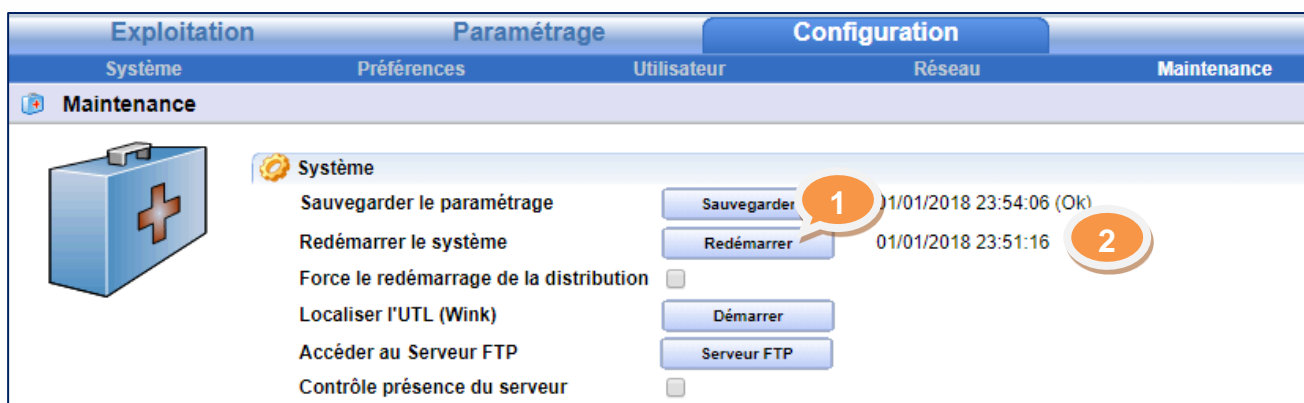 Exploitation Paramétrage Configuration
Système Préférences Utilisateur Réseau Maintenance
Maintenance
Système
Sauvegarder le paramétrage Sauvegarder 1 01/01/2018 23:54:06 (Ok)
Redémarrer le système Redémarrer 01/01/2018 23:51:16 2
Force le redémarrage de la distribution
Localiser l'UTL (Wink) Démarrer
Accéder au Serveur FTP Serveur FTP
Contrôle présence du serveur